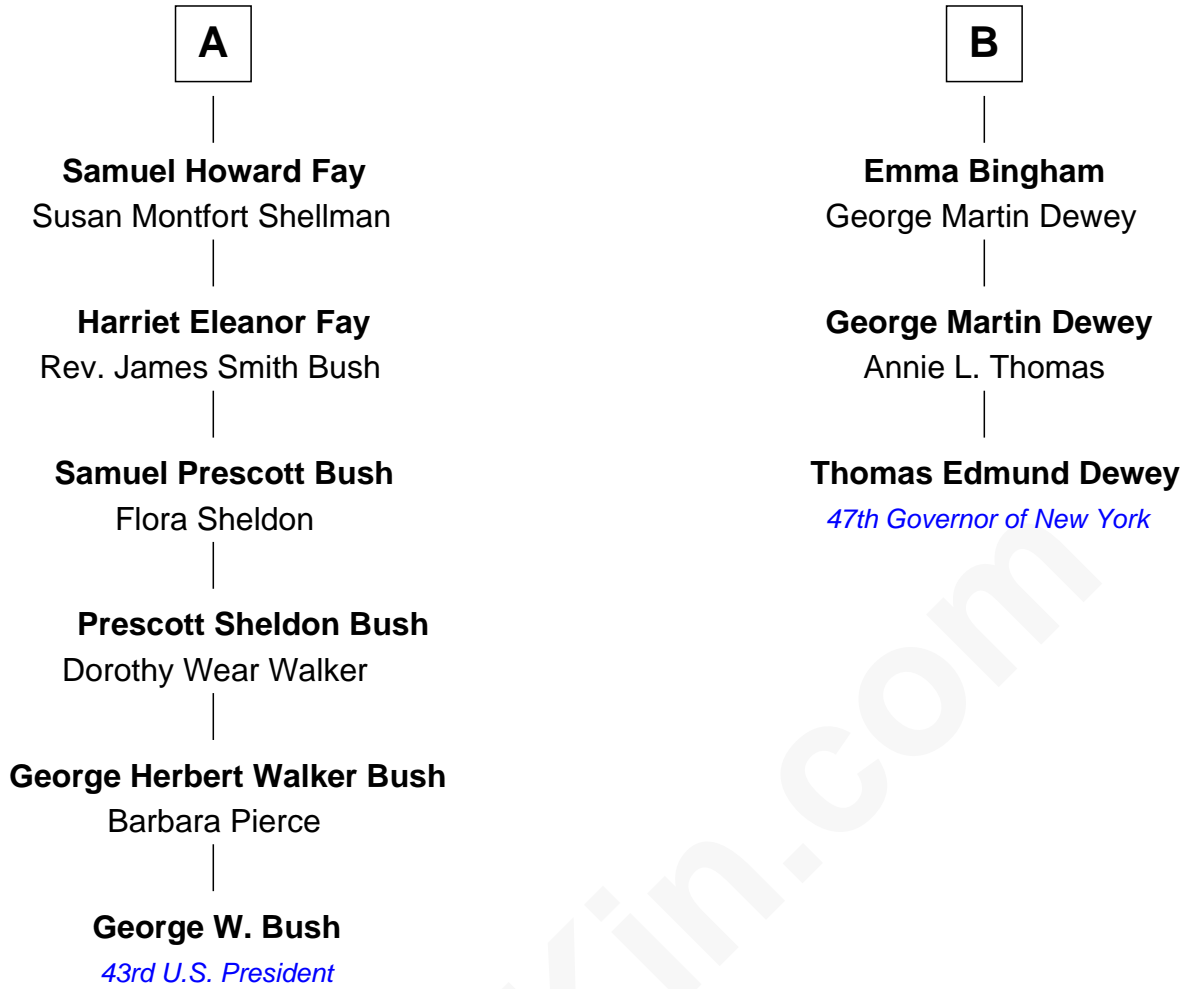 A
Samuel Howard Fay
Susan Montfort Shellman
Harriet Eleanor Fay
Rev. James Smith Bush
Samuel Prescott Bush
Flora Sheldon
Prescott Sheldon Bush
Dorothy Wear Walker
George Herbert Walker Bush
Barbara Pierce
George W. Bush
43rd U.S. President
B
Emma Bingham
George Martin Dewey
George Martin Dewey
Annie L. Thomas
Thomas Edmund Dewey
47th Governor of New York
kin.com